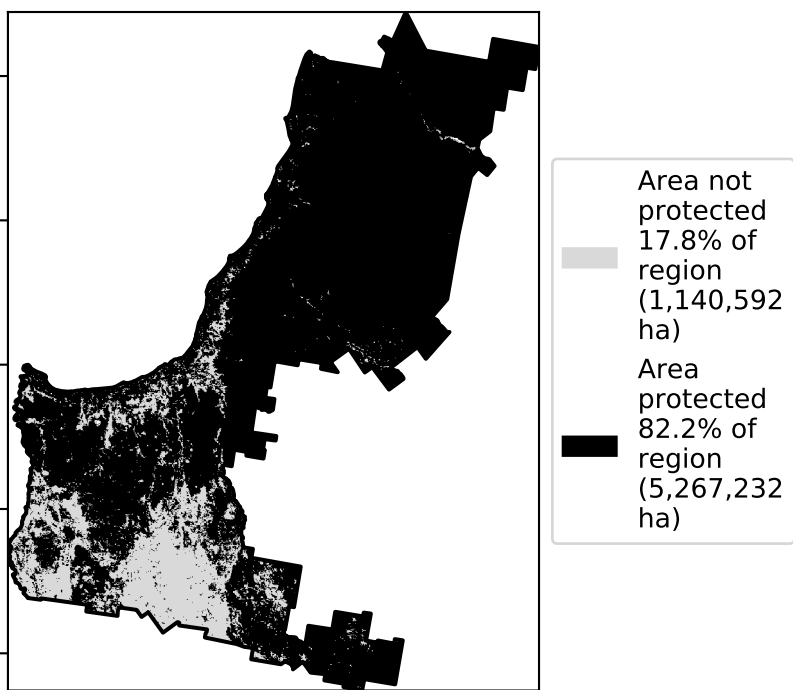 Area not
protected
17.8% of
region
(1,140,592
ha)
Area
protected
82.2% of
region
(5,267,232
ha)